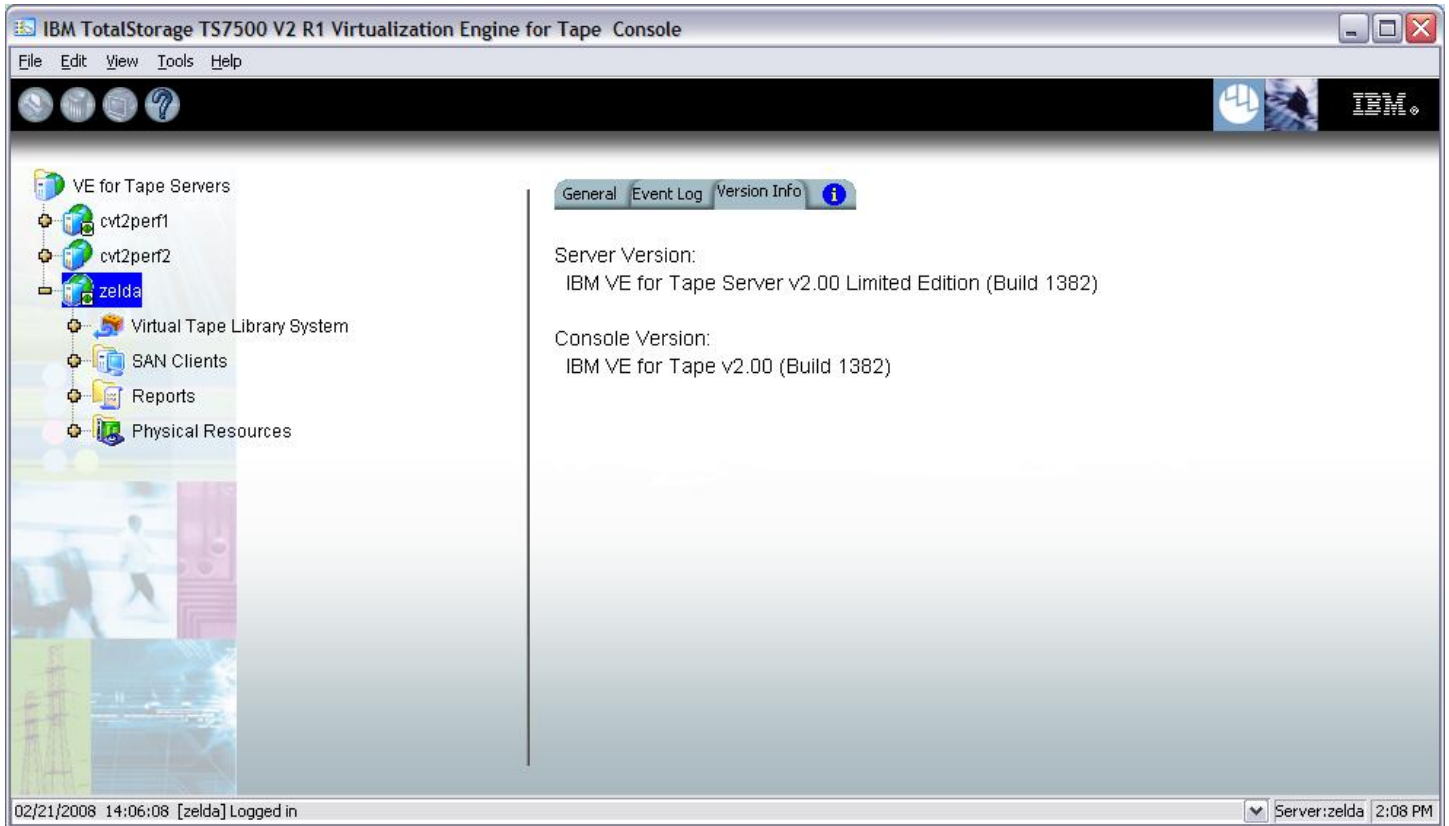 IBM TotalStorage TS7500 V2 R1 Virtualization Engine for Tape Console
File Edit View Tools Help
IBM®
VE for Tape Servers
cvt2perf1
cvt2perf2
zelda
Virtual Tape Library System
SAN Clients
Reports
Physical Resources
General Event Log Version Info
Server Version:
IBM VE for Tape Server v2.00 Limited Edition (Build 1382)
Console Version:
IBM VE for Tape v2.00 (Build 1382)
02/21/2008 14:06:08 [zelda] Logged in
Server:zelda 2:08 PM